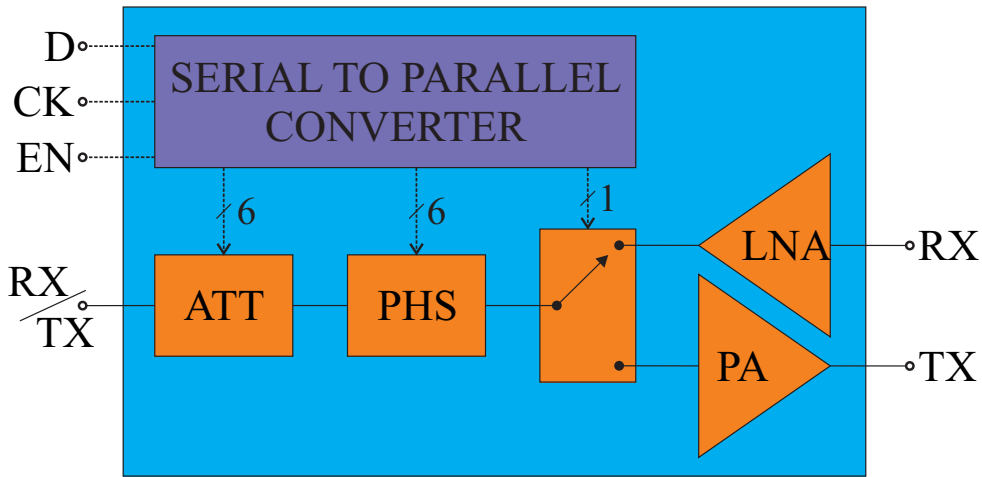 D
CK
EN
SERIAL TO PARALLEL
CONVERTER
6
6
1
RX
TX
ATT
PHS
LNA
PA
RX
TX